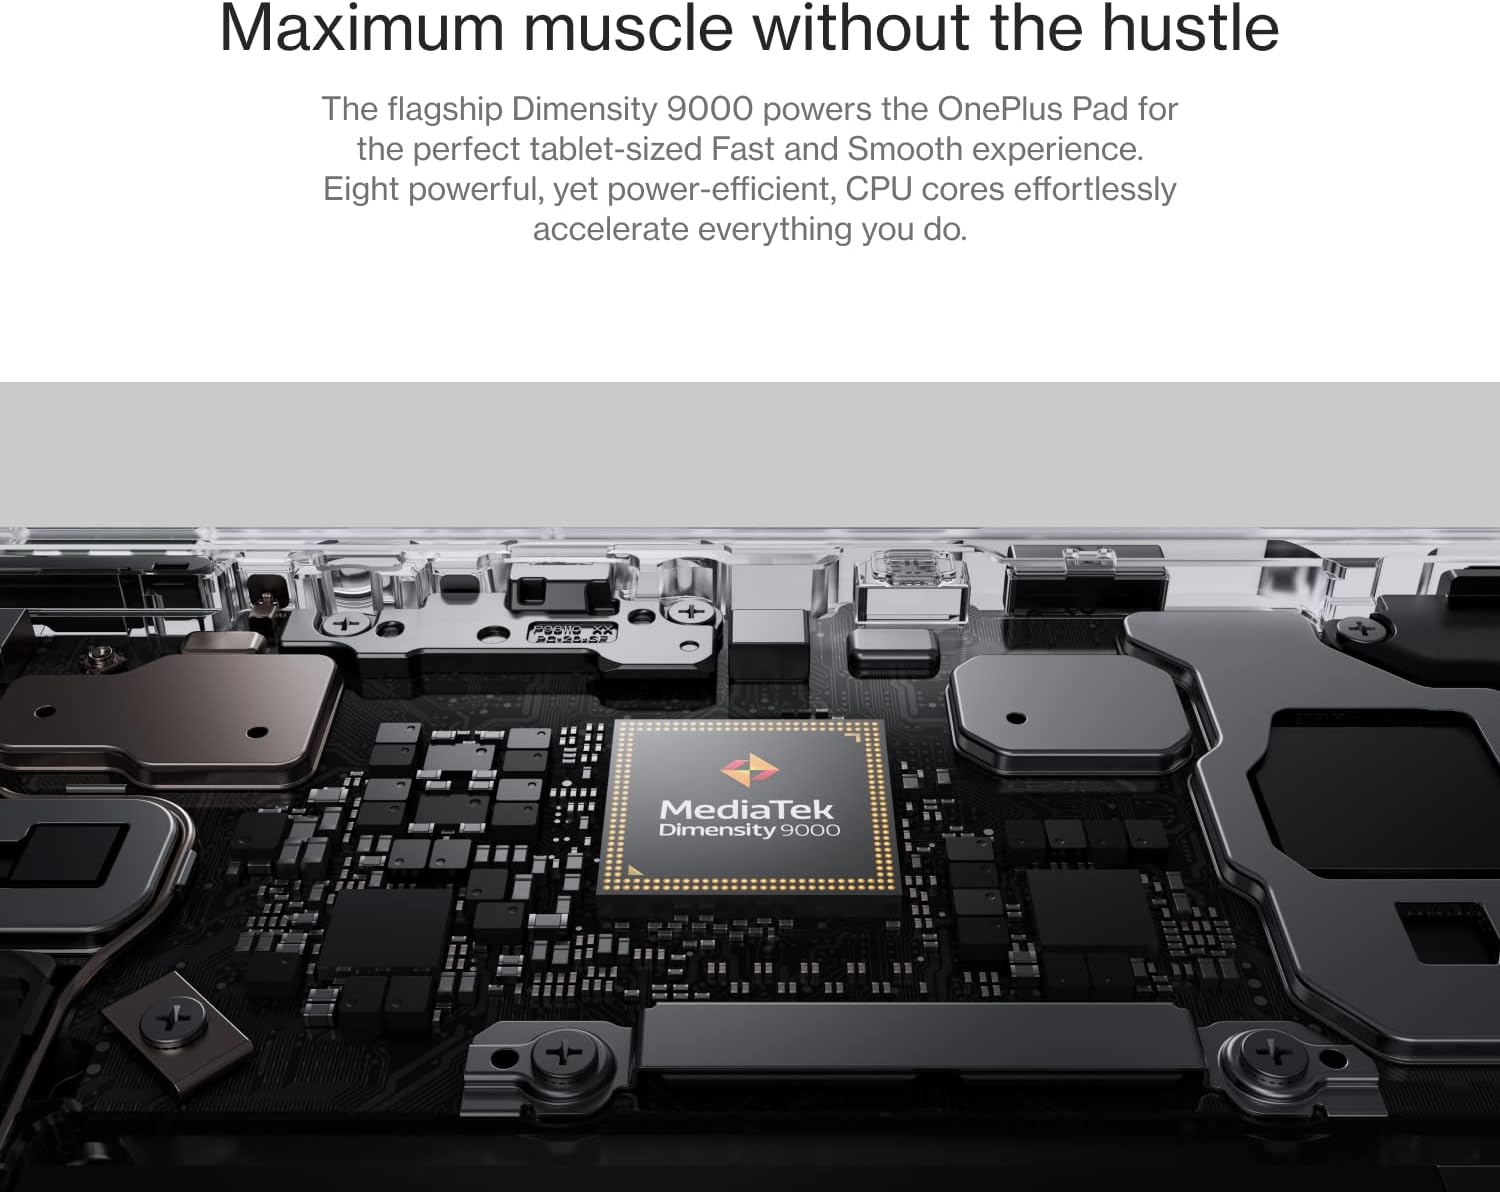 Maximum muscle without the hustle
The flagship Dimensity 9000 powers the OnePlus Pad for
the perfect tablet-sized Fast and Smooth experience.
Eight powerful, yet power-efficient, CPU cores effortlessly
accelerate everything you do.
MediaTek
Dimensity 9000